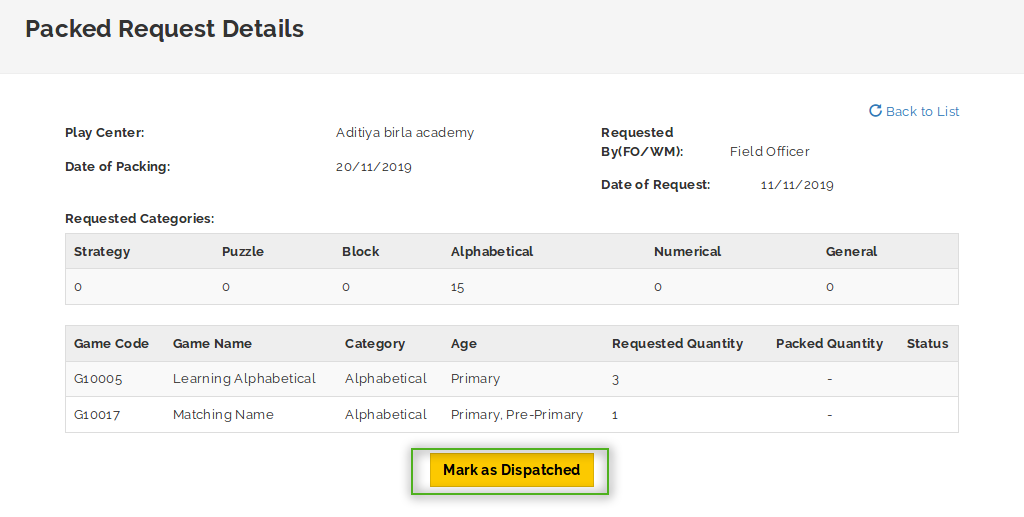 Packed Request Details
Back to List
Play Center: Aditiya birla academy
Requested By(FO/WM): Field Officer
Date of Packing: 20/11/2019
Date of Request: 11/11/2019
Requested Categories:
Strategy Puzzle Block Alphabetical Numerical General
0 0 0 15 0 0
Game Code Game Name Category Age Requested Quantity Packed Quantity Status
G10005 Learning Alphabetical Alphabetical Primary 3 -
G10017 Matching Name Alphabetical Primary, Pre-Primary 1 -
Mark as Dispatched